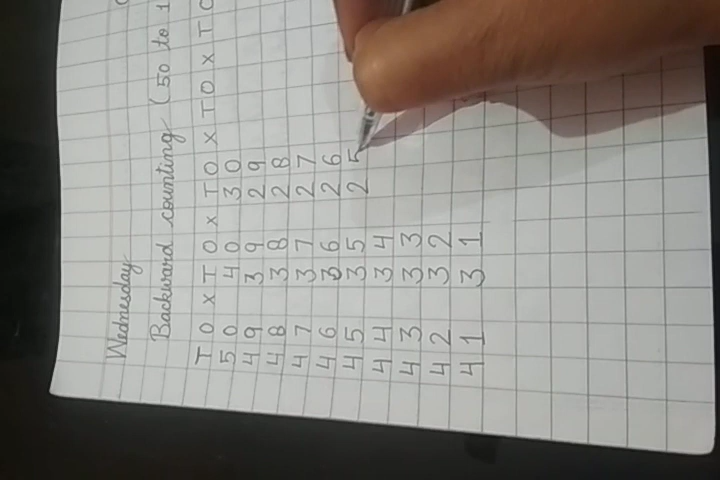 Wednesday
Backward counting (50 to 1
T O x T O x T O x T O x T O
5 0 4 0 3 0
4 9 3 9 2 9
4 8 3 8 2 8
4 7 3 7 2 7
4 6 3 6 2 6
4 5 3 5 2 5
4 4 3 4
4 3 3 3
4 2 3 2
4 1 3 1